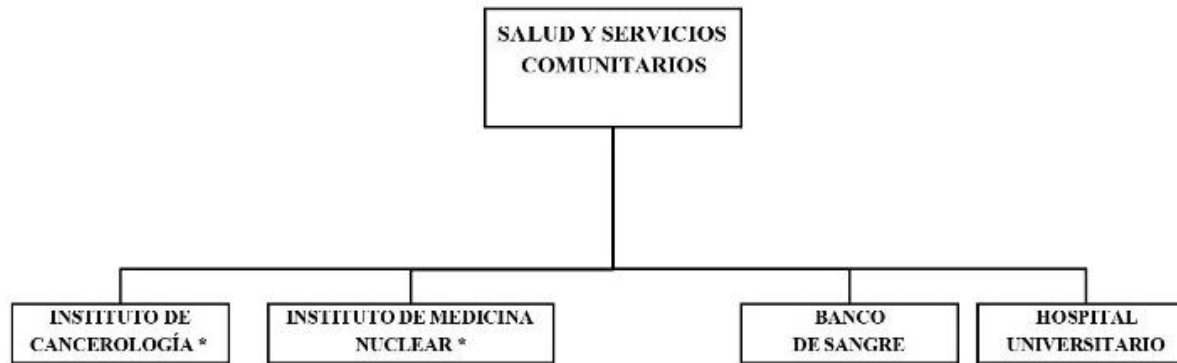 SALUD Y SERVICIOS
COMUNITARIOS
INSTITUTO DE
CANCEROLOGÍA *
INSTITUTO DE MEDICINA
NUCLEAR *
BANCO
DE SANGRE
HOSPITAL
UNIVERSITARIO